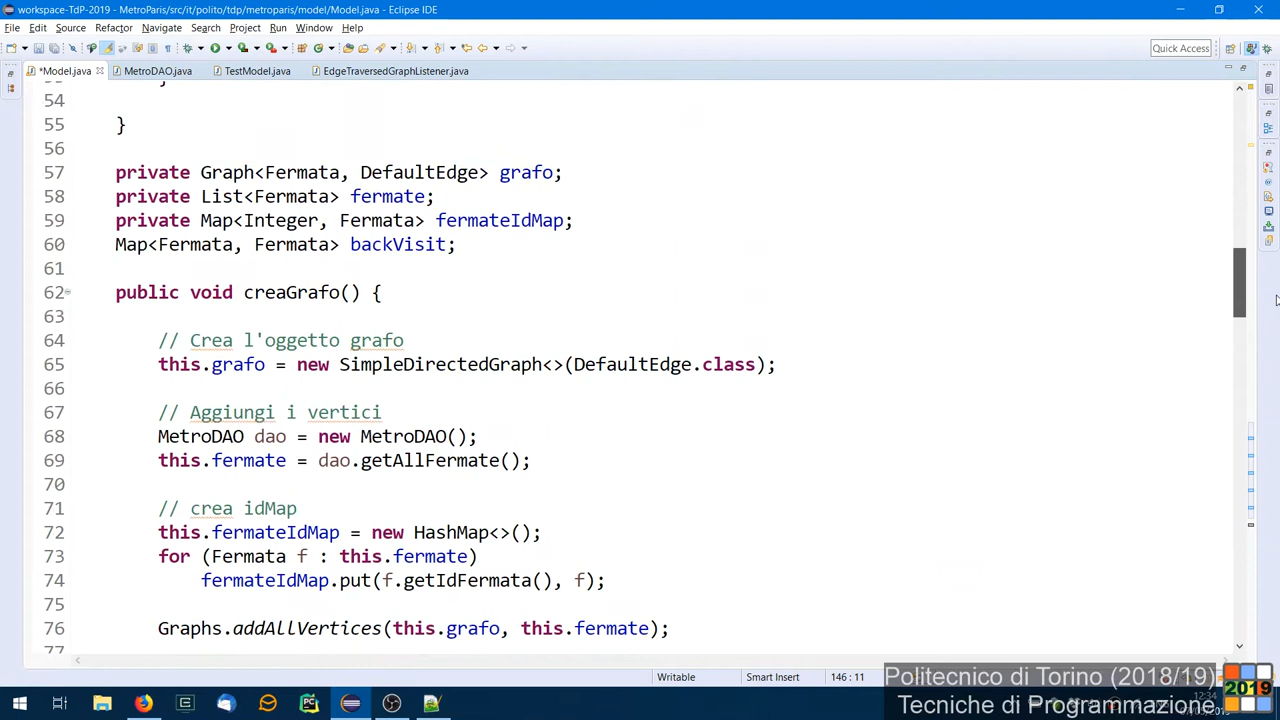 workspace-TdP-2019 - MetroParis/src/it/polito/tdp/metroparis/model/Model.java - Eclipse IDE
File Edit Source Refactor Navigate Search Project Run Window Help
Quick Access
*Model.java MetroDAO.java TestModel.java EdgeTraversedGraphListener.java
54
55 }
56
57 private Graph<Fermata, DefaultEdge> grafo;
58 private List<Fermata> fermate;
59 private Map<Integer, Fermata> fermateIdMap;
60 Map<Fermata, Fermata> backVisit;
61
62 public void creaGrafo() {
63
64 // Crea l'oggetto grafo
65 this.grafo = new SimpleDirectedGraph<>(DefaultEdge.class);
66
67 // Aggiungi i vertici
68 MetroDAO dao = new MetroDAO();
69 this.fermate = dao.getAllFermate();
70
71 // crea idMap
72 this.fermateIdMap = new HashMap<>();
73 for (Fermata f : this.fermate)
74 fermateIdMap.put(f.getIdFermata(), f);
75
76 Graphs.addAllVertices(this.grafo, this.fermate);
Writable Smart Insert 146 : 11
Politecnico di Torino (2018/19)
Tecniche di Programmazione
2019
12:34